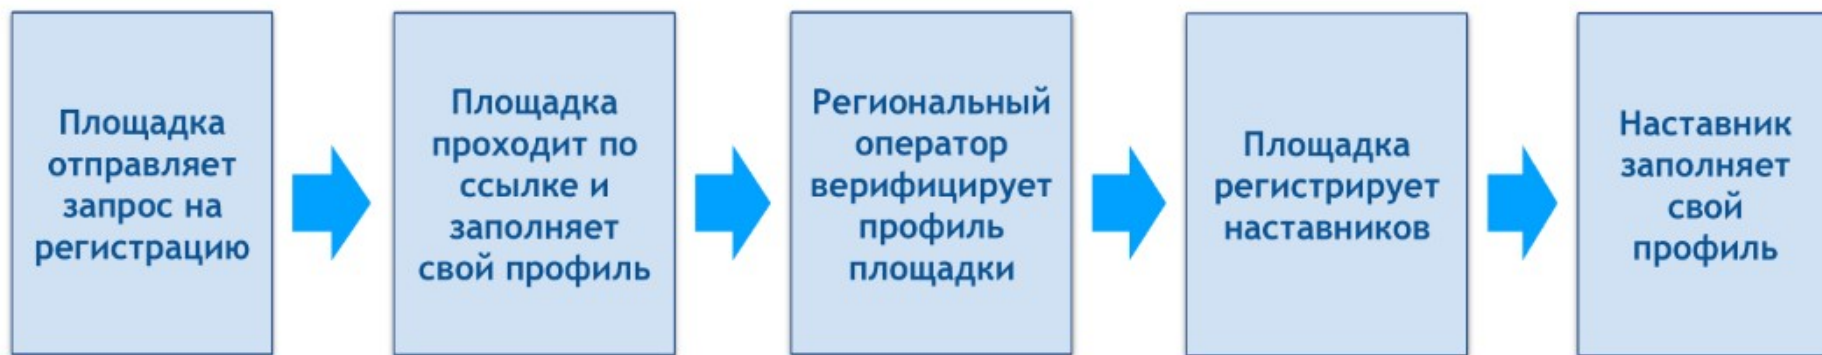 Площадка
отправляет
запрос на
регистрацию
Площадка
проходит по
ссылке и
заполняет
свой профиль
Региональный
оператор
верифицирует
профиль
площадки
Площадка
регистрирует
наставников
Наставник
заполняет
свой
профиль